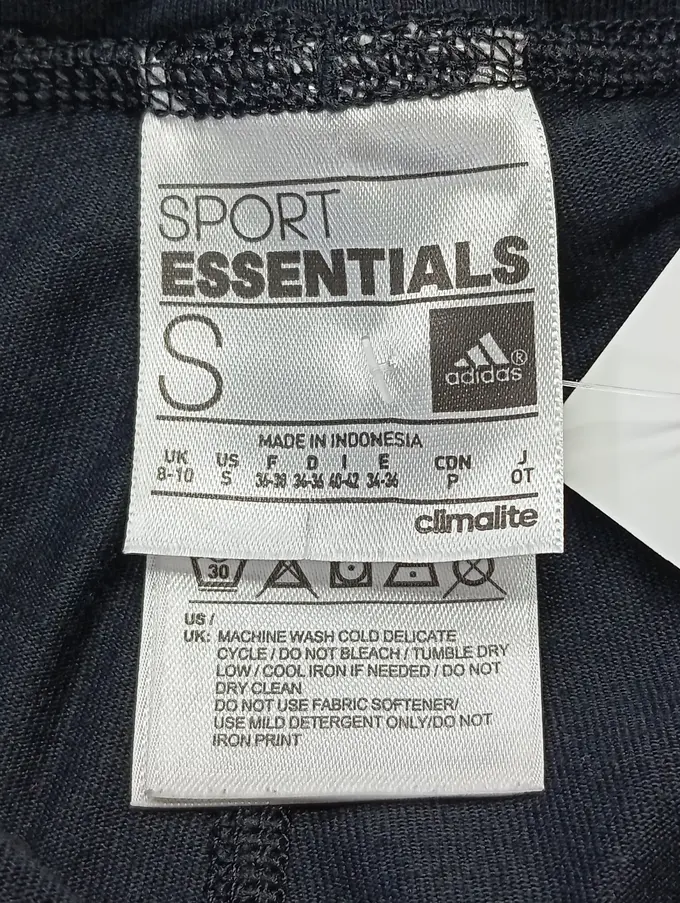 SPORT
ESSENTIALS
S
adidas®
MADE IN INDONESIA
UK US F D I E CDN J
8-10 S 36-38 34-36 40-42 34-36 P OT
climalite
30
US /
UK: MACHINE WASH COLD DELICATE
CYCLE / DO NOT BLEACH / TUMBLE DRY
LOW / COOL IRON IF NEEDED / DO NOT
DRY CLEAN
DO NOT USE FABRIC SOFTENER/
USE MILD DETERGENT ONLY/DO NOT
IRON PRINT